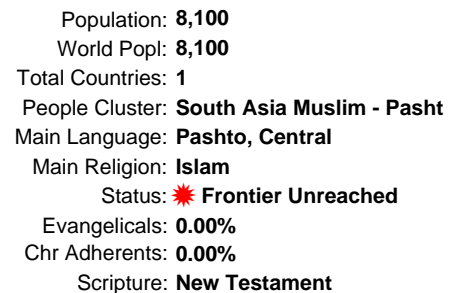 Population: 8,100
World Popl: 8,100
Total Countries: 1
People Cluster: South Asia Muslim - Pasht
Main Language: Pashto, Central
Main Religion: Islam
Status: Frontier Unreached
Evangelicals: 0.00%
Chr Adherents: 0.00%
Scripture: New Testament